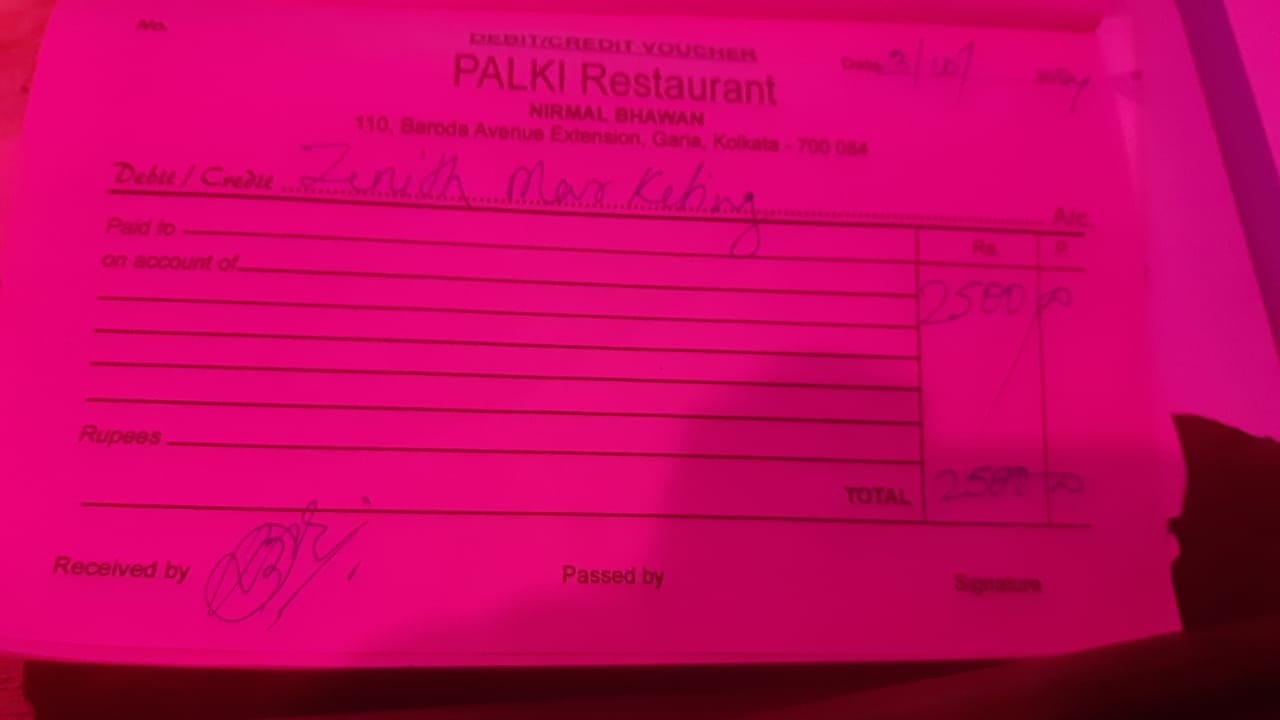 No.
DEBIT/CREDIT VOUCHER
PALKI Restaurant
Date 3/10/
NIRMAL BHAWAN
110, Baroda Avenue Extension, Garia, Kolkata - 700 084
Debit / Credit Zenith Marketing A/c.
Paid to
Rs. P.
on account of
2500 00
Rupees
TOTAL 2500 00
Received by
Passed by
Signature